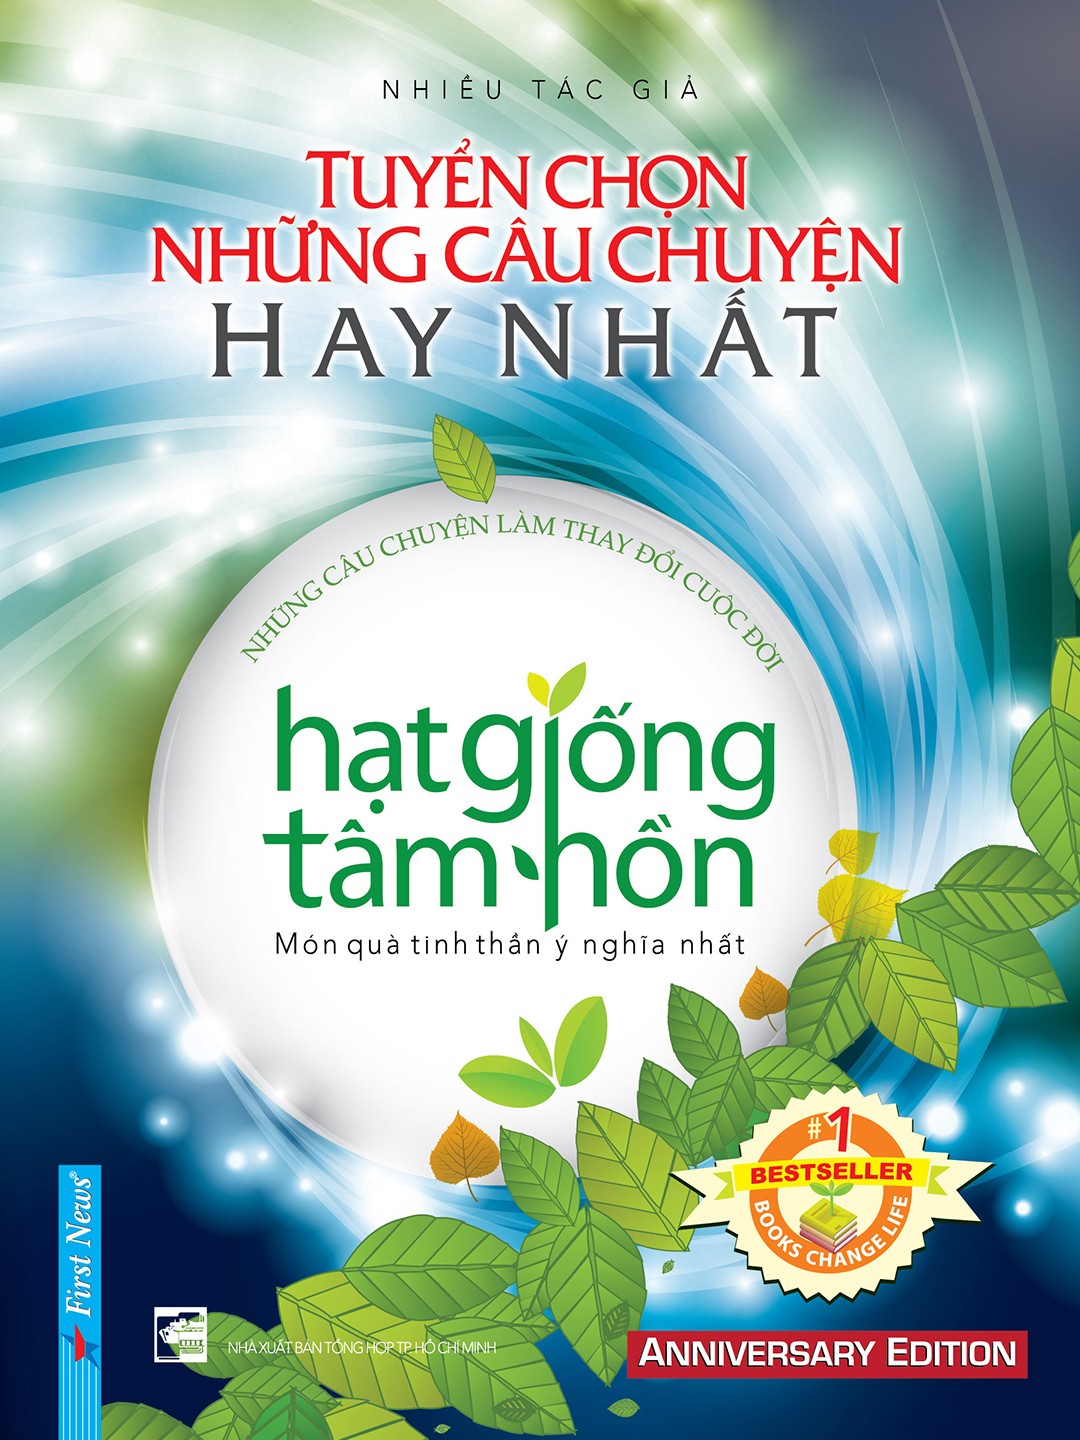 NHIỀU TÁC GIẢ
TUYỂN CHỌN
NHỮNG CÂU CHUYỆN
HAY NHẤT
NHỮNG CÂU CHUYỆN LÀM THAY ĐỔI CUỘC ĐỜI
hạt giống
tâm hồn
Món quà tinh thần ý nghĩa nhất
#1
BESTSELLER
BOOKS CHANGE LIFE
First News®
NHÀ XUẤT BẢN TỔNG HỢP TP. HỒ CHÍ MINH
ANNIVERSARY EDITION